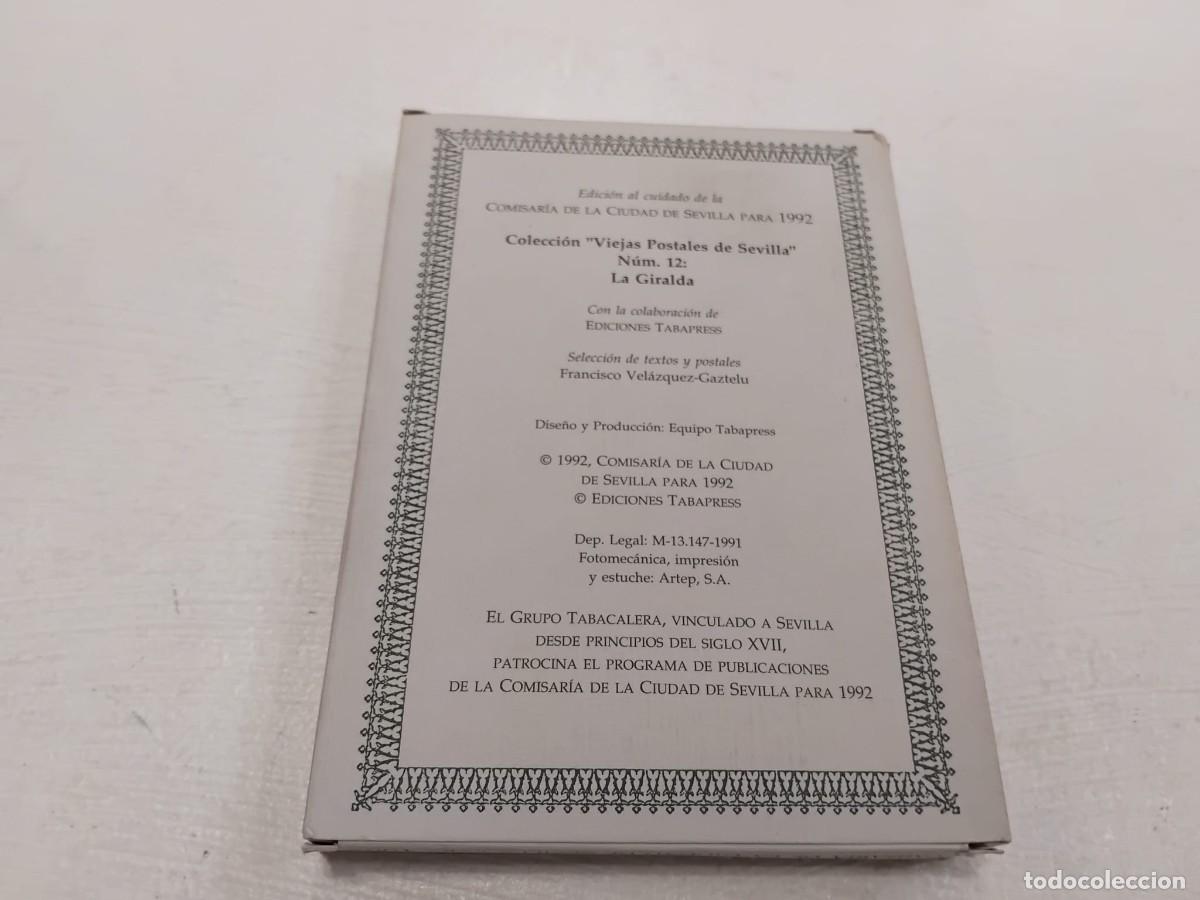 Edición al cuidado de la
COMISARÍA DE LA CIUDAD DE SEVILLA PARA 1992
Colección "Viejas Postales de Sevilla"
Núm. 12:
La Giralda
Con la colaboración de
EDICIONES TABAPRESS
Selección de textos y postales
Francisco Velázquez-Gaztelu
Diseño y Producción: Equipo Tabapress
© 1992, COMISARÍA DE LA CIUDAD
DE SEVILLA PARA 1992
© EDICIONES TABAPRESS
Dep. Legal: M-13.147-1991
Fotomecánica, impresión
y estuche: Artep, S.A.
EL GRUPO TABACALERA, VINCULADO A SEVILLA
DESDE PRINCIPIOS DEL SIGLO XVII,
PATROCINA EL PROGRAMA DE PUBLICACIONES
DE LA COMISARÍA DE LA CIUDAD DE SEVILLA PARA 1992
todocoleccion